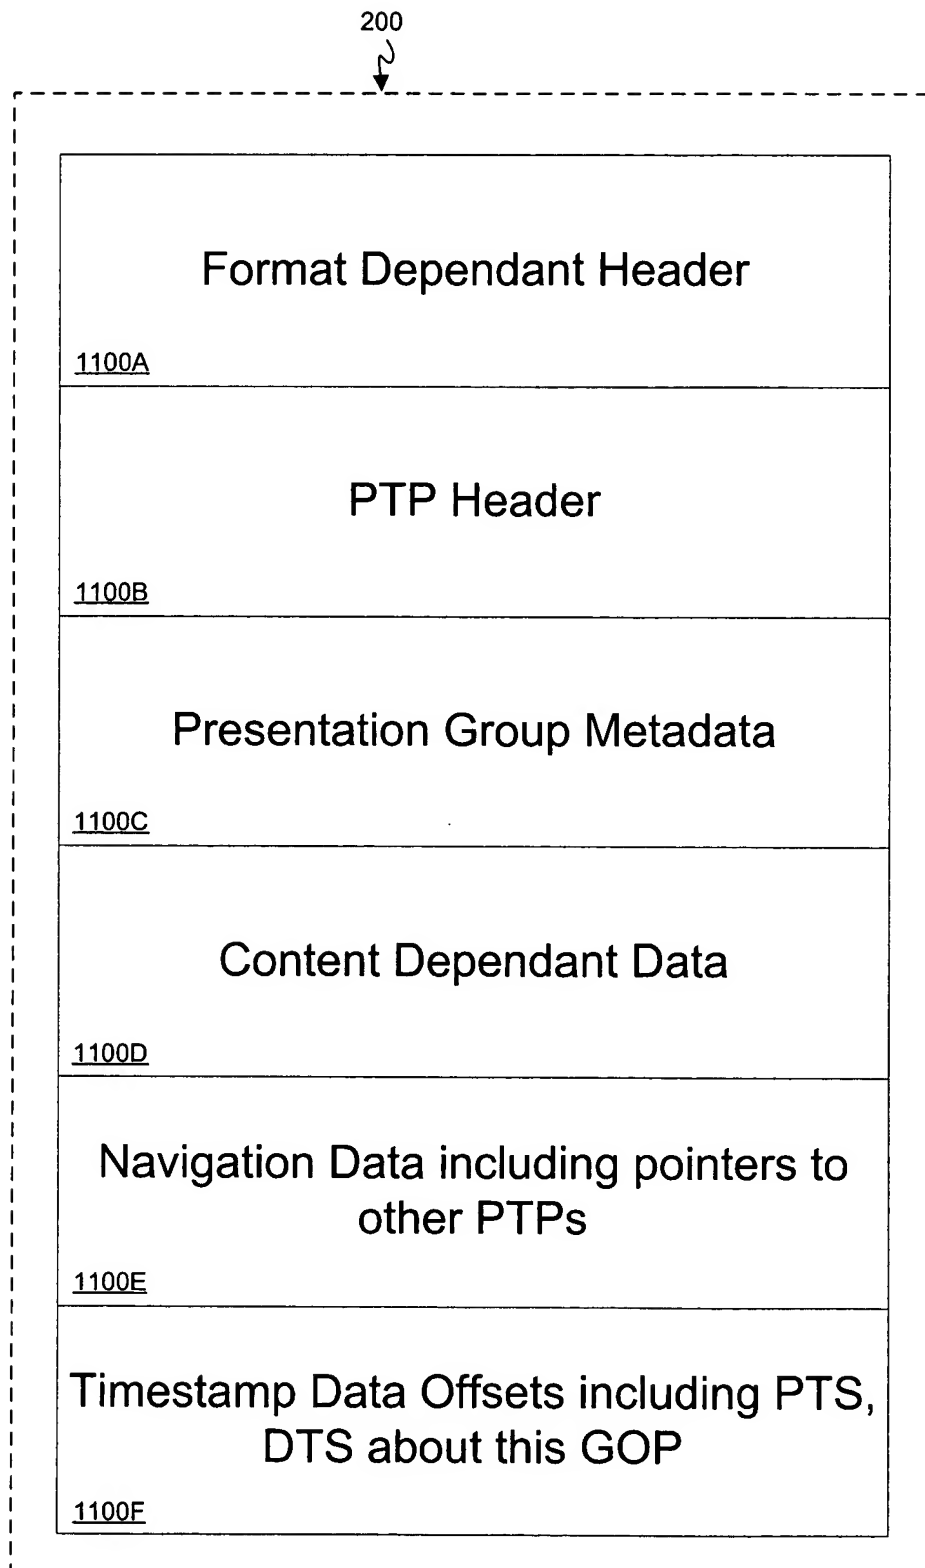 200
Format Dependant Header
1100A
PTP Header
1100B
Presentation Group Metadata
1100C
Content Dependant Data
1100D
Navigation Data including pointers to
other PTPs
1100E
Timestamp Data Offsets including PTS,
DTS about this GOP
1100F